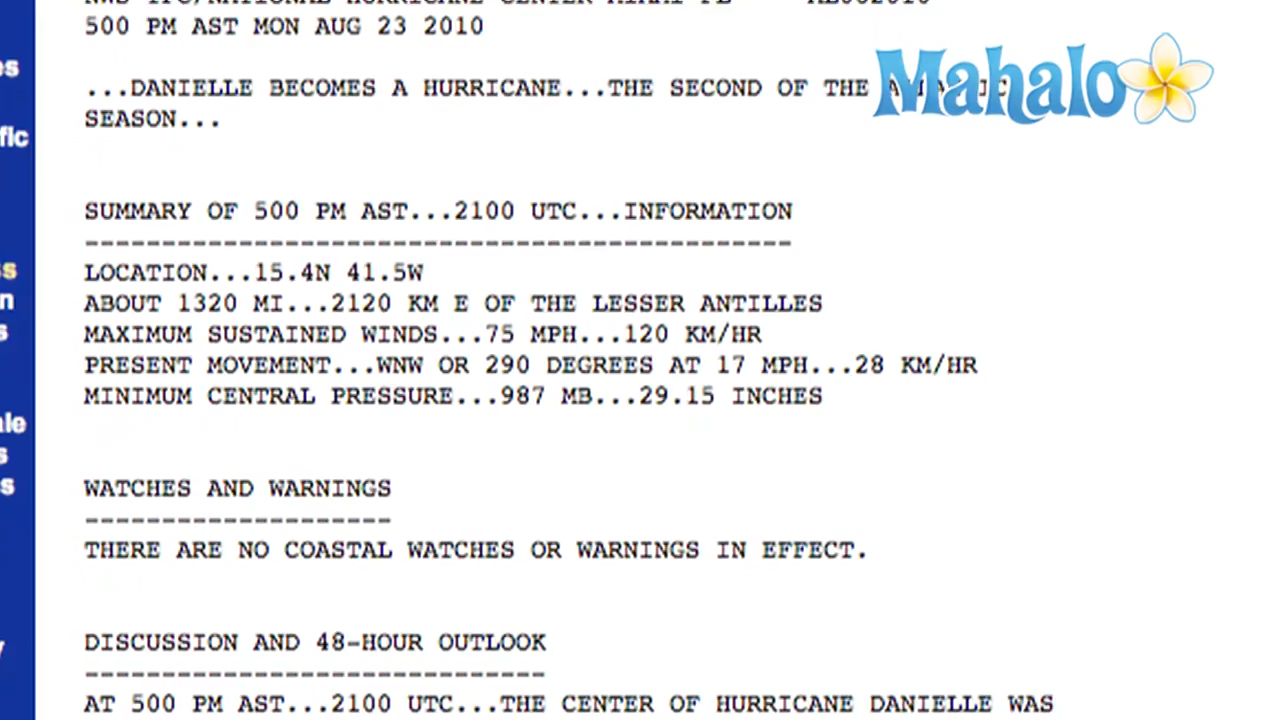 500 PM AST MON AUG 23 2010
...DANIELLE BECOMES A HURRICANE...THE SECOND OF THE
Mahalo
SEASON...
SUMMARY OF 500 PM AST...2100 UTC...INFORMATION
----------------------------------------------
LOCATION...15.4N 41.5W
ABOUT 1320 MI...2120 KM E OF THE LESSER ANTILLES
MAXIMUM SUSTAINED WINDS...75 MPH...120 KM/HR
PRESENT MOVEMENT...WNW OR 290 DEGREES AT 17 MPH...28 KM/HR
MINIMUM CENTRAL PRESSURE...987 MB...29.15 INCHES
WATCHES AND WARNINGS
--------------------
THERE ARE NO COASTAL WATCHES OR WARNINGS IN EFFECT.
DISCUSSION AND 48-HOUR OUTLOOK
------------------------------
AT 500 PM AST...2100 UTC...THE CENTER OF HURRICANE DANIELLE WAS